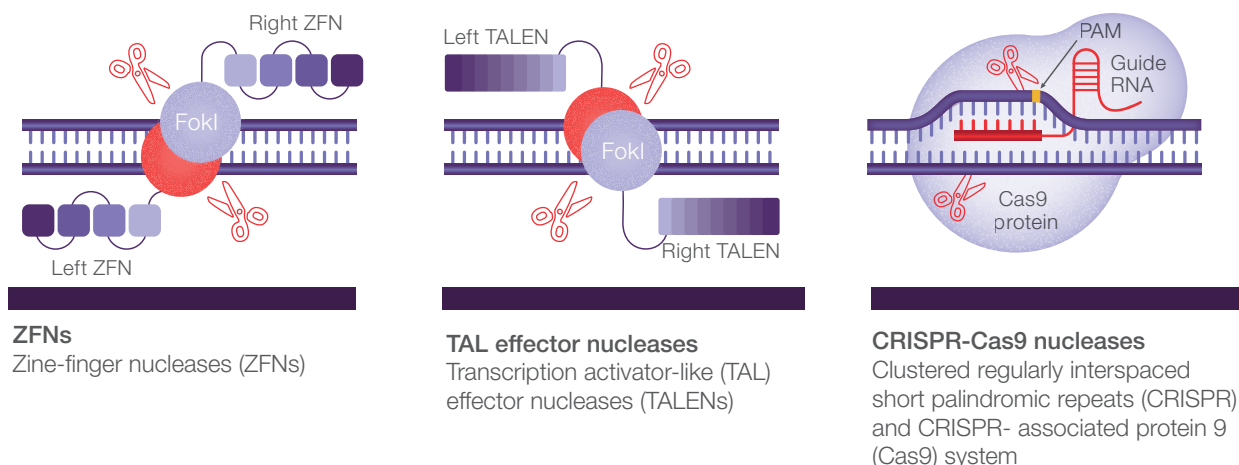 Right ZFN
FokI
Left ZFN
ZFNs
Zine-finger nucleases (ZFNs)
Left TALEN
FokI
Right TALEN
TAL effector nucleases
Transcription activator-like (TAL)
effector nucleases (TALENs)
PAM
Guide
RNA
Cas9
protein
CRISPR-Cas9 nucleases
Clustered regularly interspaced
short palindromic repeats (CRISPR)
and CRISPR- associated protein 9
(Cas9) system